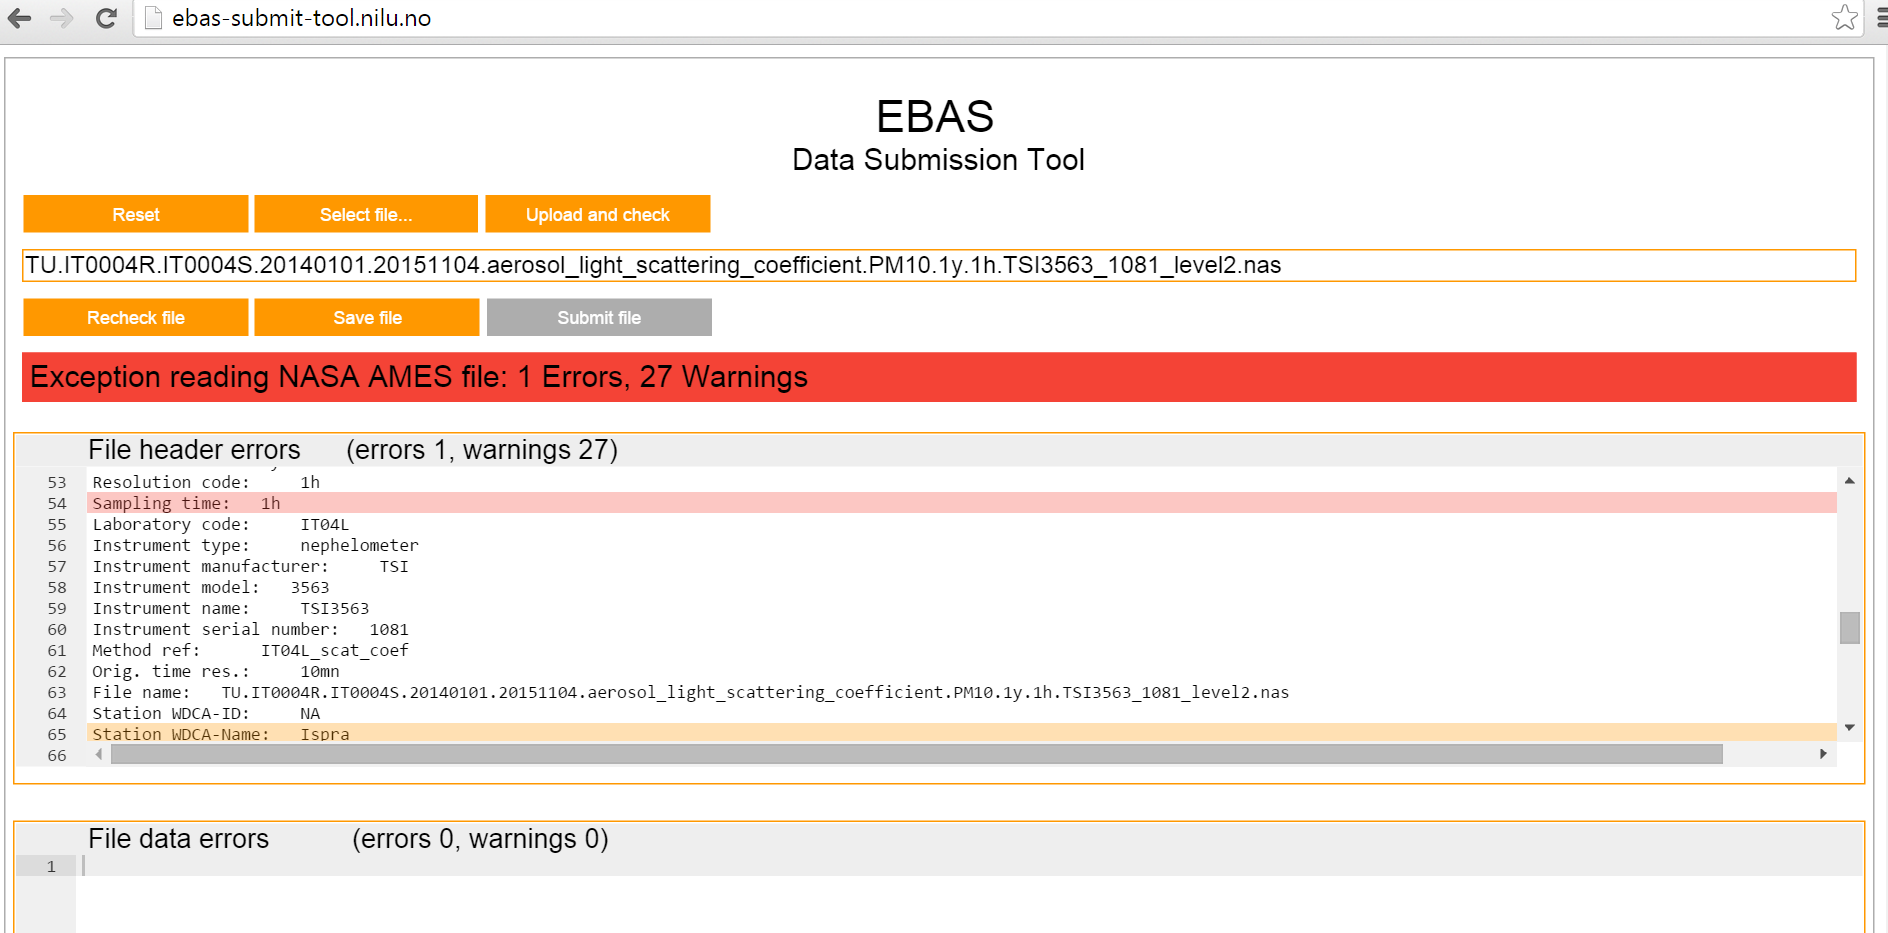 ebas-submit-tool.nilu.no
EBAS
Data Submission Tool
Reset Select file... Upload and check
TU.IT0004R.IT0004S.20140101.20151104.aerosol_light_scattering_coefficient.PM10.1y.1h.TSI3563_1081_level2.nas
Recheck file Save file Submit file
Exception reading NASA AMES file: 1 Errors, 27 Warnings
File header errors (errors 1, warnings 27)
53 Resolution code: 1h
54 Sampling time: 1h
55 Laboratory code: IT04L
56 Instrument type: nephelometer
57 Instrument manufacturer: TSI
58 Instrument model: 3563
59 Instrument name: TSI3563
60 Instrument serial number: 1081
61 Method ref: IT04L_scat_coef
62 Orig. time res.: 10mn
63 File name: TU.IT0004R.IT0004S.20140101.20151104.aerosol_light_scattering_coefficient.PM10.1y.1h.TSI3563_1081_level2.nas
64 Station WDCA-ID: NA
65 Station WDCA-Name: Ispra
66
File data errors (errors 0, warnings 0)
1